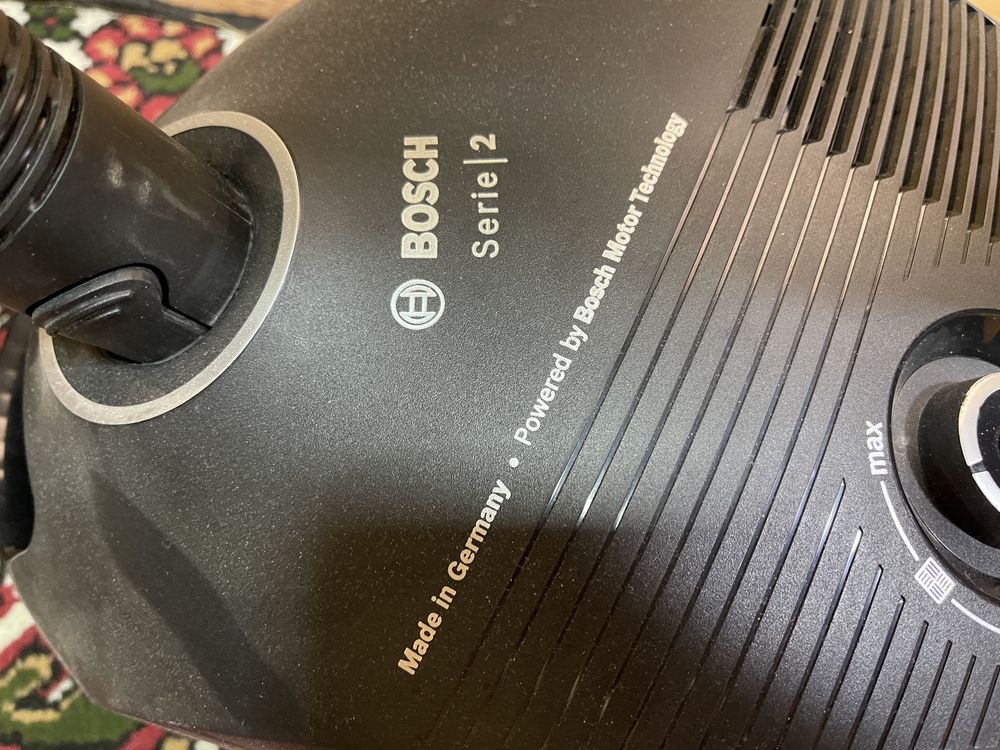 BOSCH
Serie|2
Made in Germany • Powered by Bosch Motor Technology
max